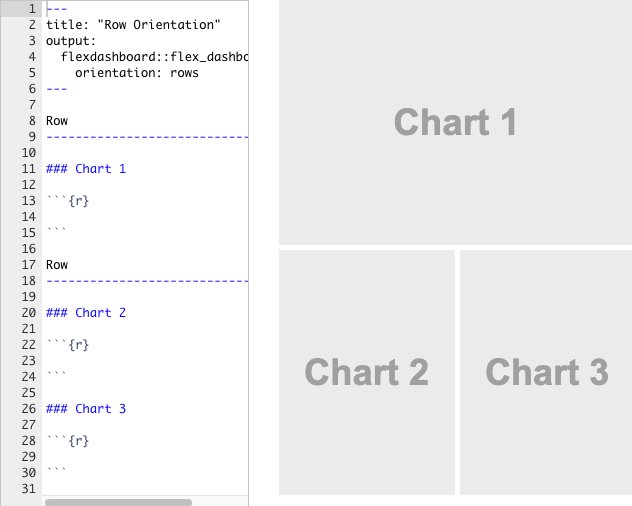 1 ---
2 title: "Row Orientation"
3 output:
4   flexdashboard::flex_dashbo
5     orientation: rows
6 ---
7
8 Row
9 ----------------------------
10
11 ### Chart 1
12
13 ```{r}
14
15 ```
16
17 Row
18 ----------------------------
19
20 ### Chart 2
21
22 ```{r}
23
24 ```
25
26 ### Chart 3
27
28 ```{r}
29
30 ```
31
Chart 1
Chart 2
Chart 3